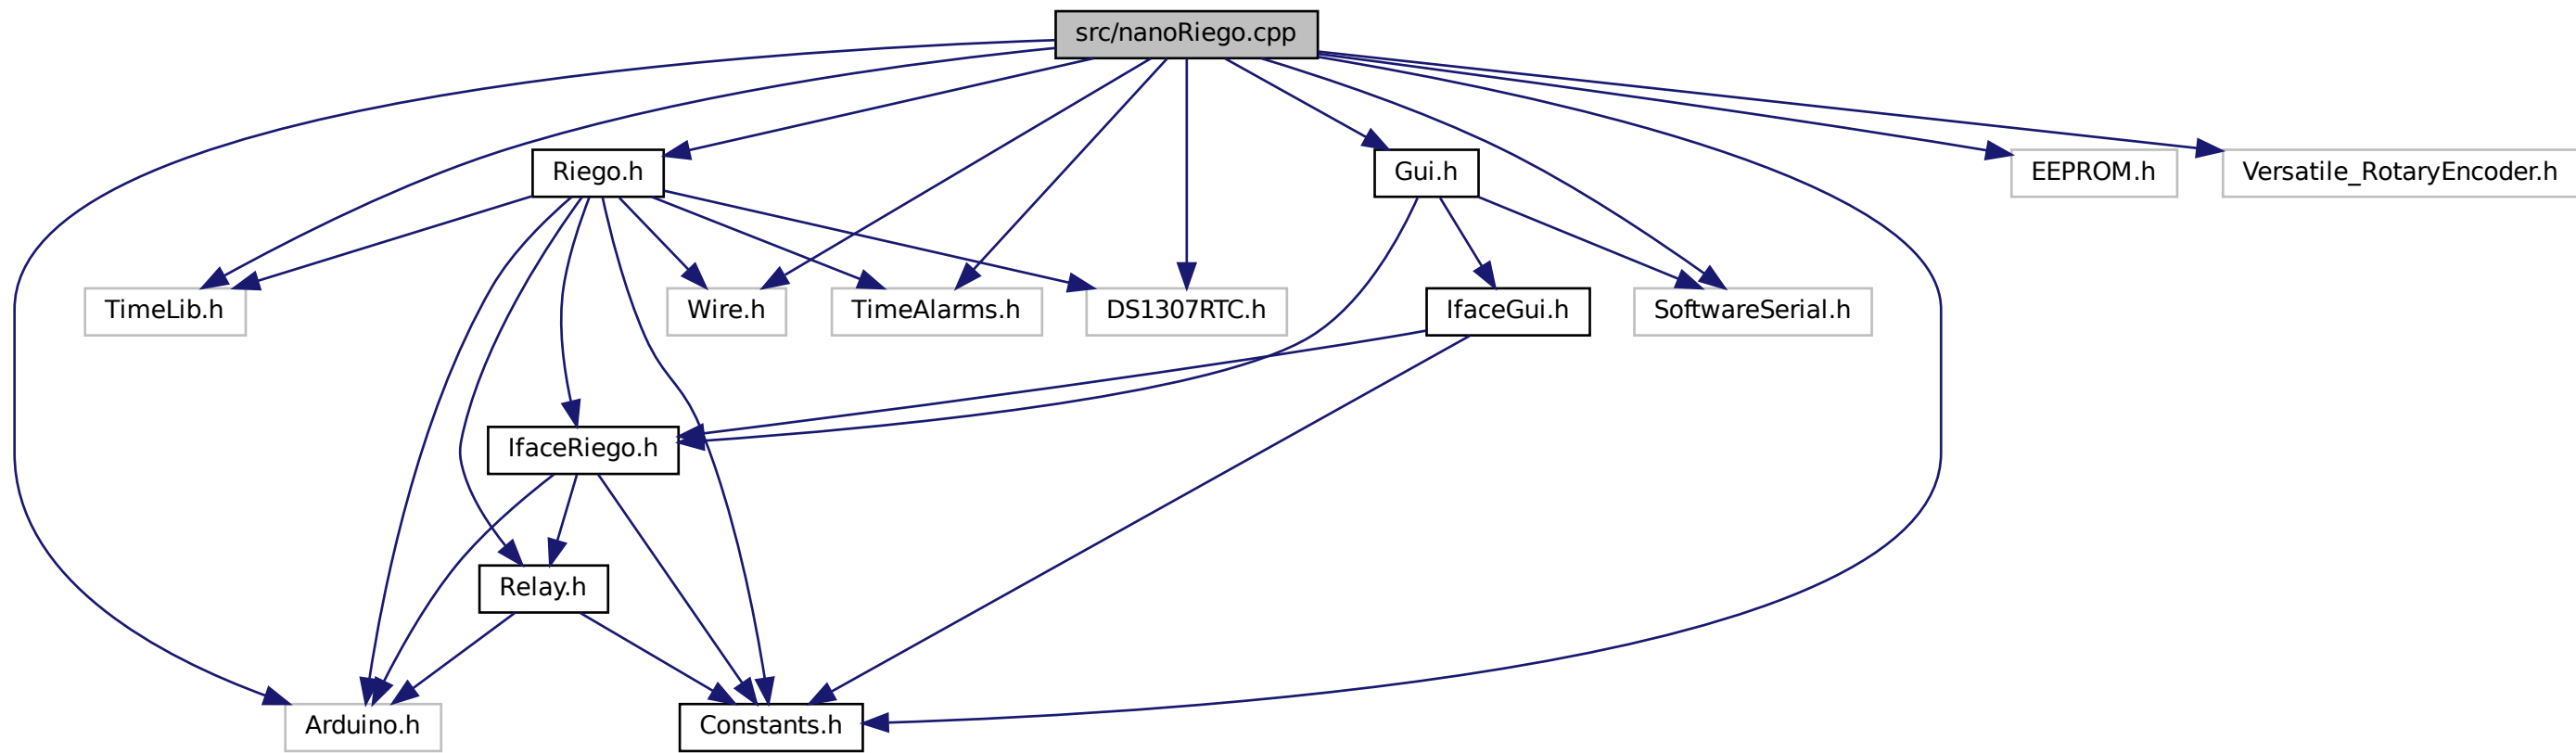 src/nanoRiego.cpp
Riego.h
Gui.h
EEPROM.h
Versatile_RotaryEncoder.h
TimeLib.h
Wire.h
TimeAlarms.h
DS1307RTC.h
IfaceGui.h
SoftwareSerial.h
IfaceRiego.h
Relay.h
Arduino.h
Constants.h